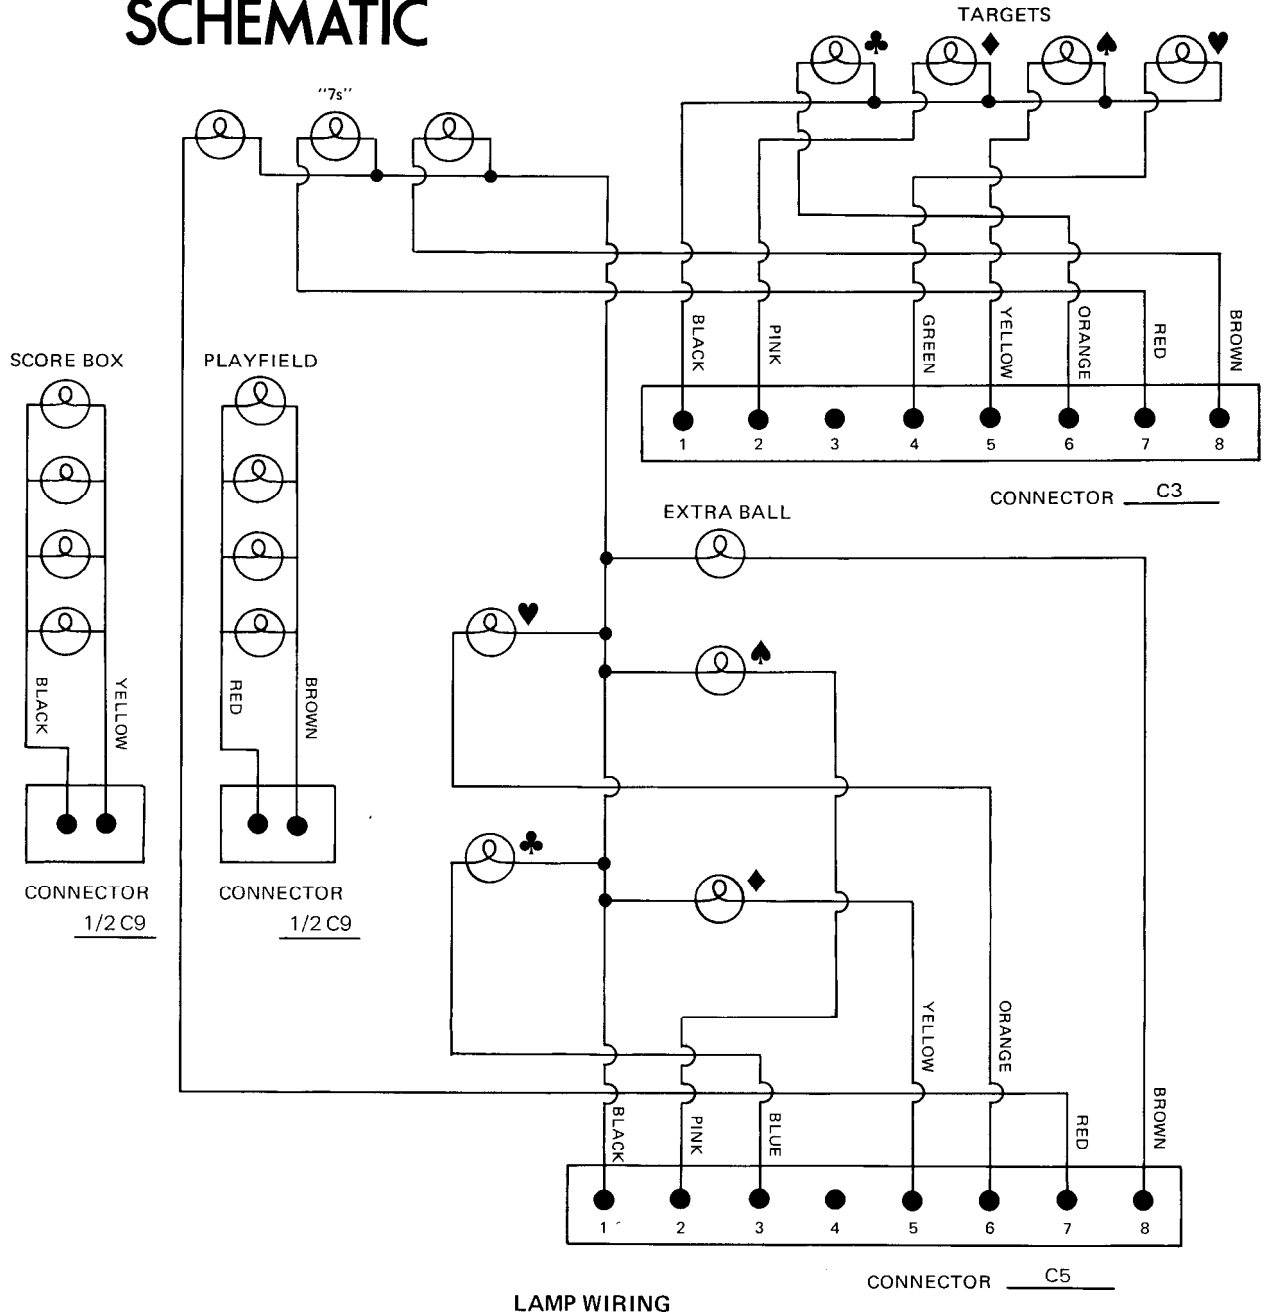 SCHEMATIC
TARGETS
♣ ♦ ♠ ♥
"7s"
BLACK
PINK
GREEN
YELLOW
ORANGE
RED
BROWN
1 2 3 4 5 6 7 8
CONNECTOR C3
SCORE BOX
PLAYFIELD
BLACK
YELLOW
RED
BROWN
CONNECTOR
1/2 C9
CONNECTOR
1/2 C9
EXTRA BALL
♥
♠
♣
♦
BLACK
PINK
BLUE
YELLOW
ORANGE
RED
BROWN
1 2 3 4 5 6 7 8
CONNECTOR C5
LAMP WIRING